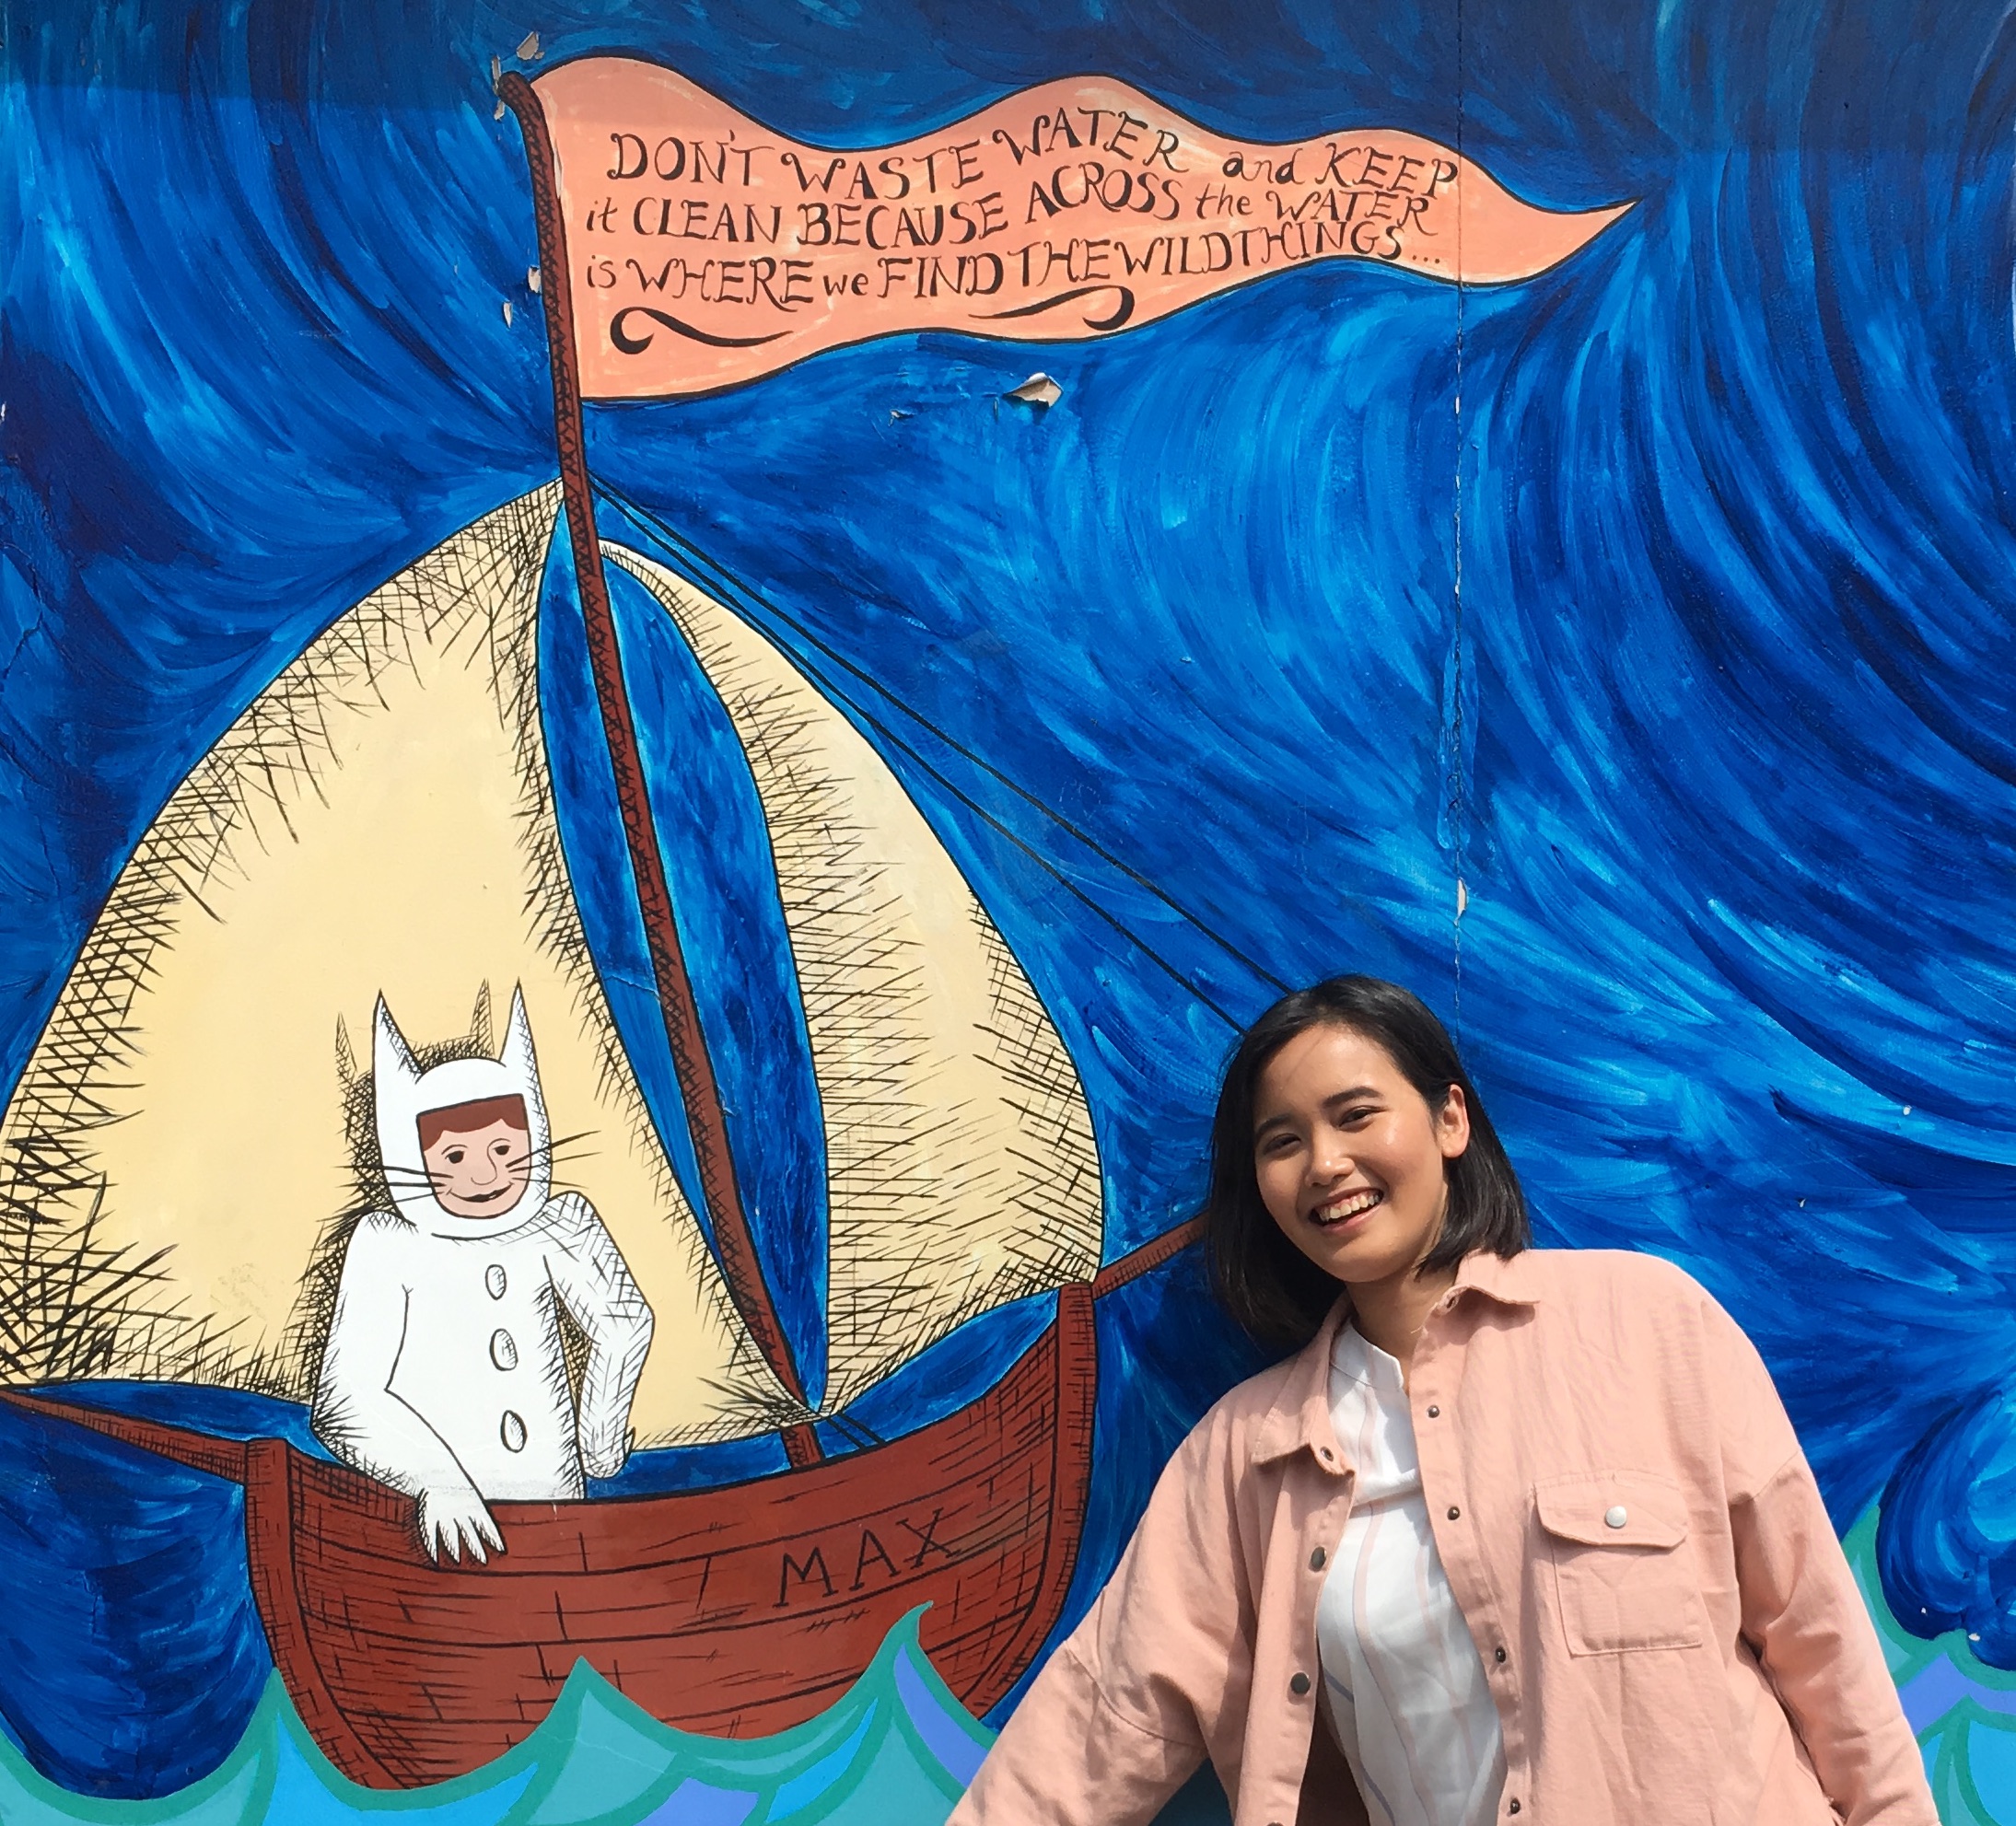 DON'T WASTE WATER and KEEP
it CLEAN BECAUSE ACROSS the WATER
is WHERE we FIND THE WILD THINGS...
MAX